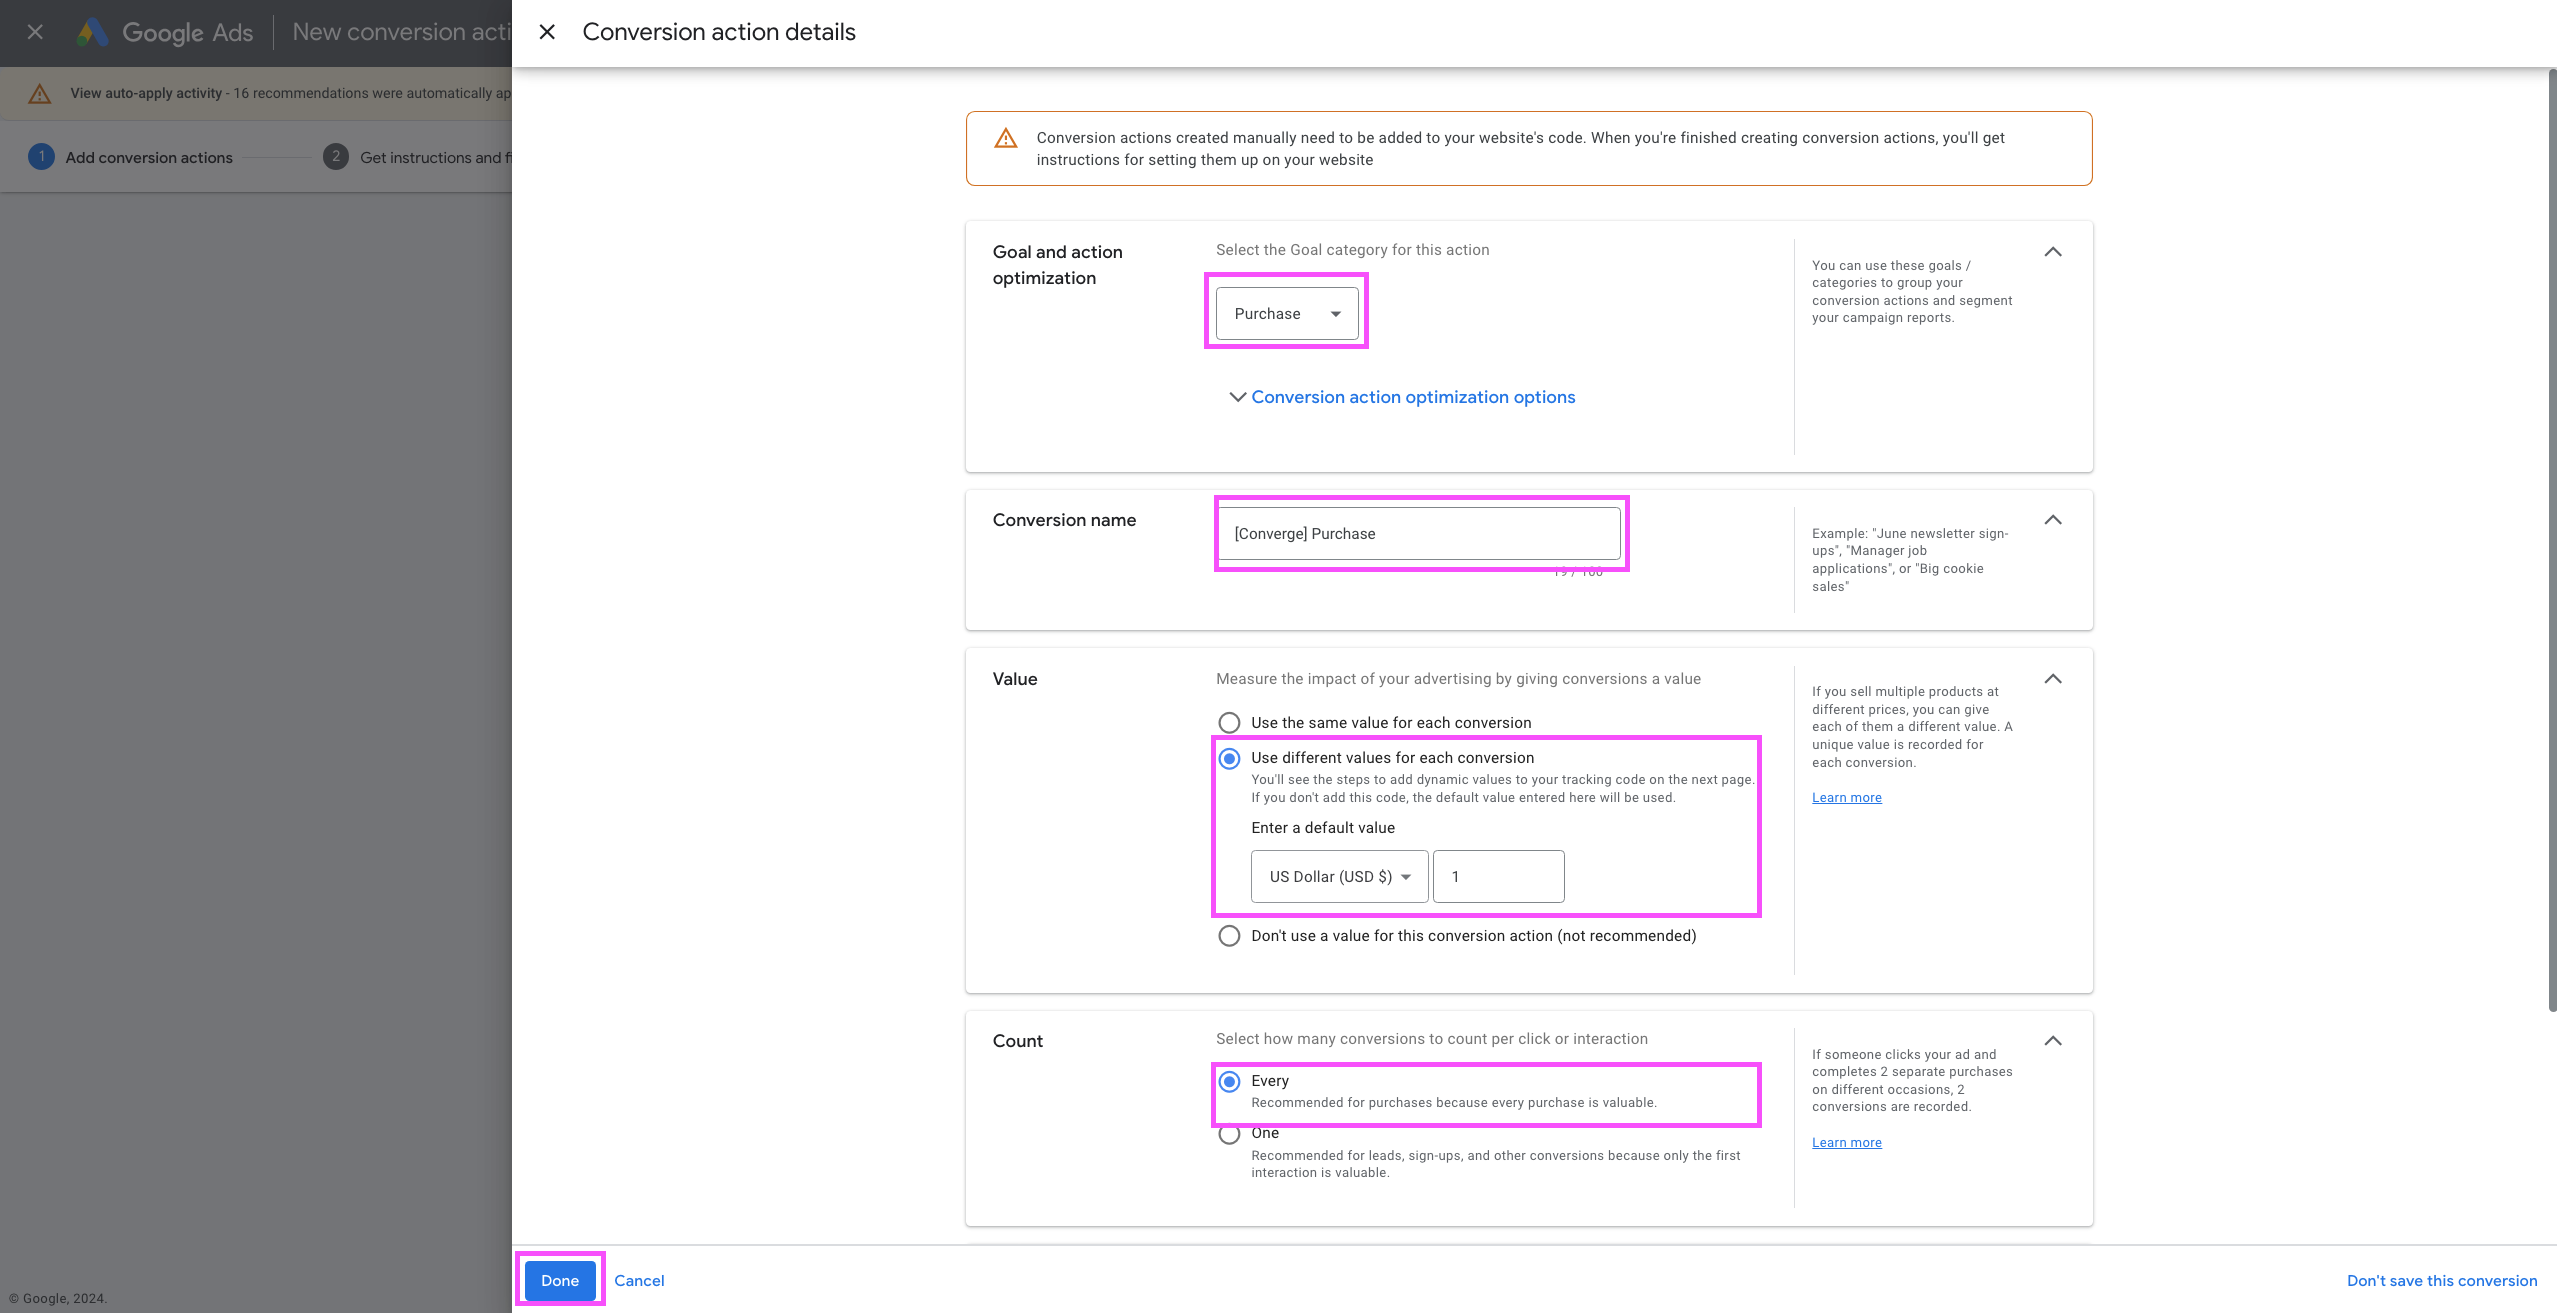 Google Ads
New conversion acti
View auto-apply activity - 16 recommendations were automatically ap
1 Add conversion actions
2 Get instructions and fi
Conversion action details
Conversion actions created manually need to be added to your website's code. When you're finished creating conversion actions, you'll get
instructions for setting them up on your website
Goal and action
optimization
Select the Goal category for this action
Purchase
Conversion action optimization options
You can use these goals /
categories to group your
conversion actions and segment
your campaign reports.
Conversion name
[Converge] Purchase
19 / 100
Example: "June newsletter sign-
ups", "Manager job
applications", or "Big cookie
sales"
Value
Measure the impact of your advertising by giving conversions a value
Use the same value for each conversion
Use different values for each conversion
You'll see the steps to add dynamic values to your tracking code on the next page.
If you don't add this code, the default value entered here will be used.
Enter a default value
US Dollar (USD $)
1
Don't use a value for this conversion action (not recommended)
If you sell multiple products at
different prices, you can give
each of them a different value. A
unique value is recorded for
each conversion.
Learn more
Count
Select how many conversions to count per click or interaction
Every
Recommended for purchases because every purchase is valuable.
One
Recommended for leads, sign-ups, and other conversions because only the first
interaction is valuable.
If someone clicks your ad and
completes 2 separate purchases
on different occasions, 2
conversions are recorded.
Learn more
Done
Cancel
Don't save this conversion
© Google, 2024.